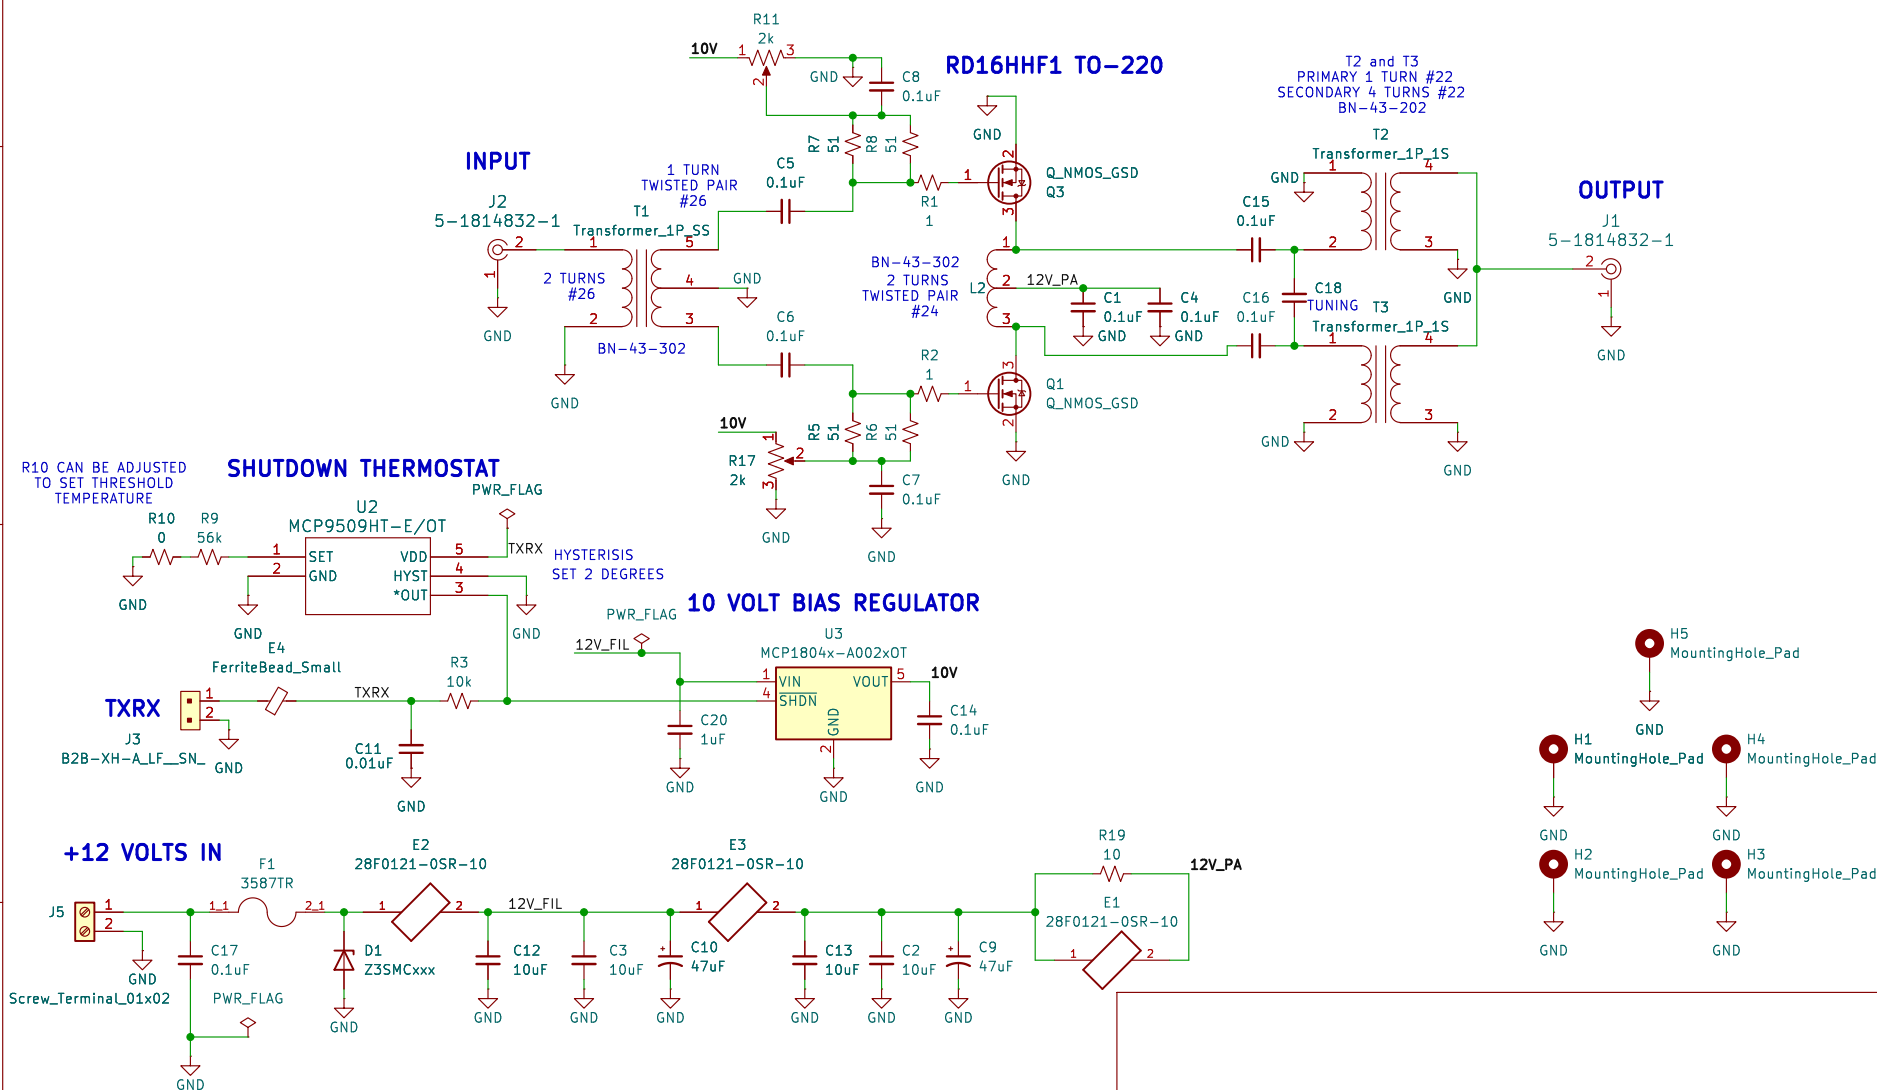 R11
2k
10V
1
3
2
GND
C8
0.1uF
RD16HHF1 TO-220
T2 and T3
PRIMARY 1 TURN #22
SECONDARY 4 TURNS #22
BN-43-202
INPUT
J2
5-1814832-1
2
1
GND
1 TURN
TWISTED PAIR
#26
T1
Transformer_1P_SS
1
5
2 TURNS
#26
4
GND
2
3
BN-43-302
GND
C5
0.1uF
R7
51
R8
51
R1
1
GND
2
1
3
Q_NMOS_GSD
Q3
C6
0.1uF
BN-43-302
2 TURNS
TWISTED PAIR
#24
L2
1
2
3
12V_PA
C1
0.1uF
GND
C4
0.1uF
GND
R2
1
3
1
2
Q1
Q_NMOS_GSD
GND
10V
1
R17
2k
2
3
GND
R5
51
R6
51
C7
0.1uF
GND
C15
0.1uF
C18
TUNING
C16
0.1uF
T2
Transformer_1P_1S
GND
1
4
2
3
GND
T3
Transformer_1P_1S
1
4
2
3
GND
GND
OUTPUT
J1
5-1814832-1
2
1
GND
R10 CAN BE ADJUSTED
TO SET THRESHOLD
TEMPERATURE
SHUTDOWN THERMOSTAT
PWR_FLAG
U2
MCP9509HT-E/OT
R10
0
R9
56k
1
SET
VDD
5
TXRX
2
GND
HYST
4
*OUT
3
HYSTERISIS
SET 2 DEGREES
GND
GND
GND
E4
FerriteBead_Small
TXRX
1
2
J3
B2B-XH-A_LF__SN_
GND
TXRX
R3
10k
C11
0.01uF
GND
10 VOLT BIAS REGULATOR
PWR_FLAG
12V_FIL
U3
MCP1804x-A002xOT
1
VIN
VOUT
5
10V
4
SHDN
GND
2
GND
C20
1uF
GND
C14
0.1uF
GND
H5
MountingHole_Pad
GND
H1
MountingHole_Pad
GND
H4
MountingHole_Pad
GND
H2
MountingHole_Pad
GND
H3
MountingHole_Pad
GND
+12 VOLTS IN
J5
1
2
GND
Screw_Terminal_01x02
C17
0.1uF
PWR_FLAG
GND
F1
3587TR
1_1
2_1
D1
Z3SMCxxx
GND
E2
28F0121-0SR-10
1
2
12V_FIL
C12
10uF
GND
C3
10uF
GND
C10
47uF
GND
E3
28F0121-0SR-10
1
2
C13
10uF
GND
C2
10uF
GND
C9
47uF
GND
R19
10
12V_PA
E1
28F0121-0SR-10
1
2